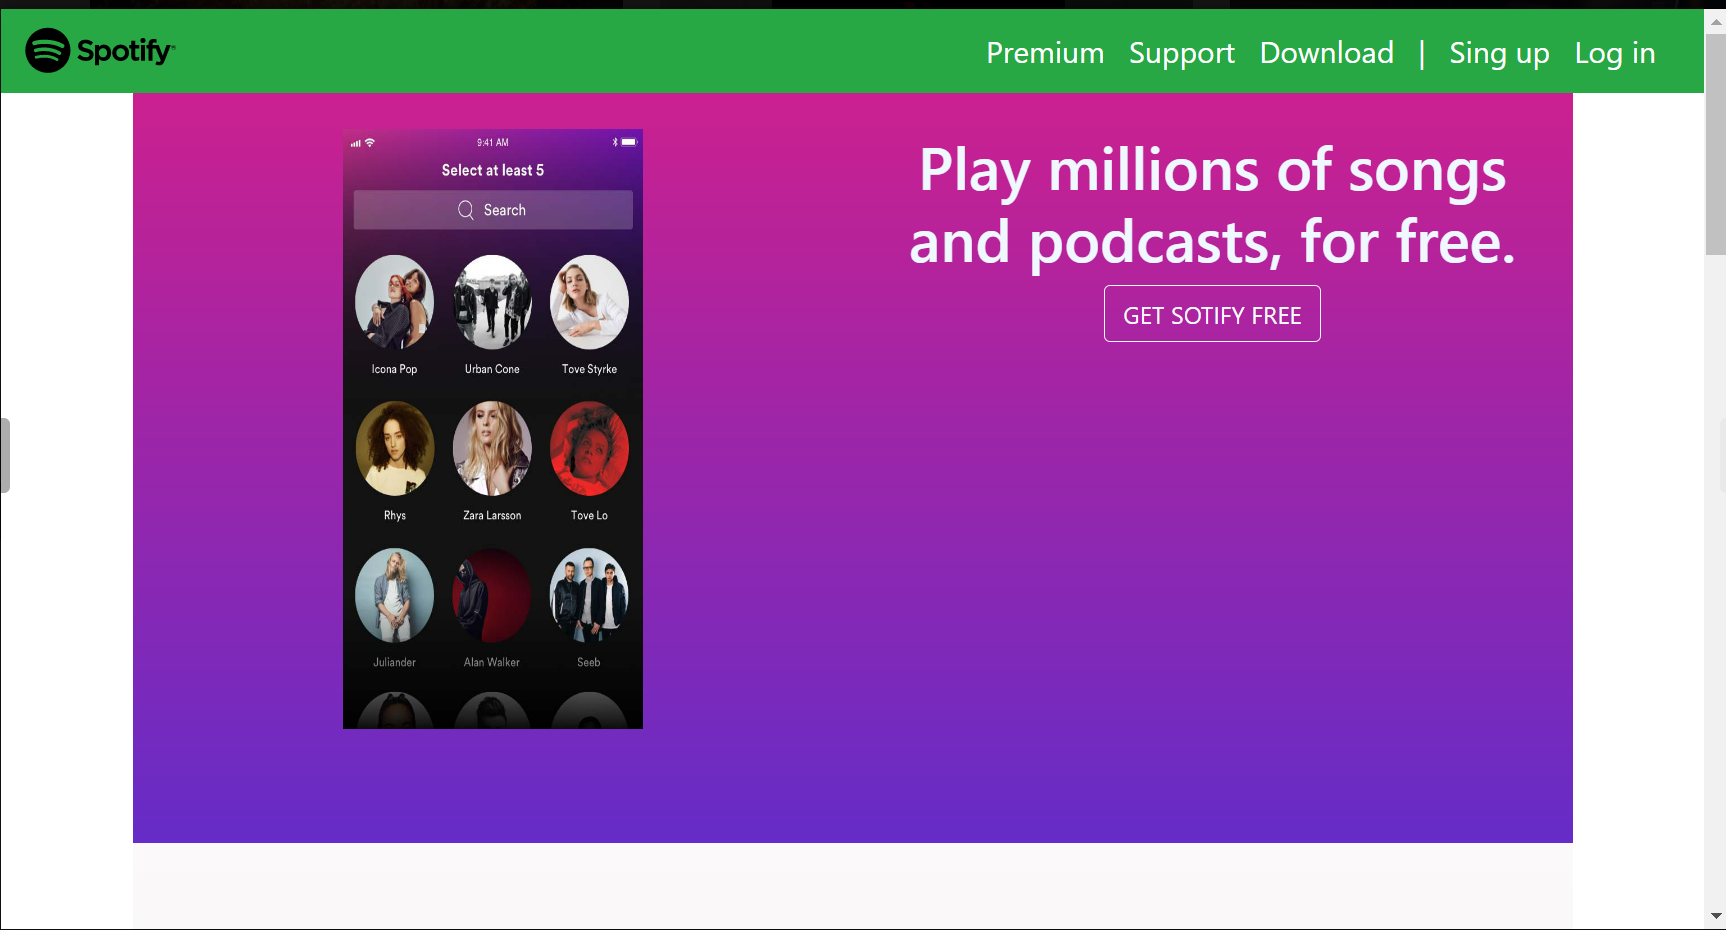 Spotify
Premium Support Download | Sing up Log in
9:41 AM
Select at least 5
Search
Icona Pop Urban Cone Tove Styrke
Rhys Zara Larsson Tove Lo
Juliander Alan Walker Seeb
Play millions of songs
and podcasts, for free.
GET SOTIFY FREE